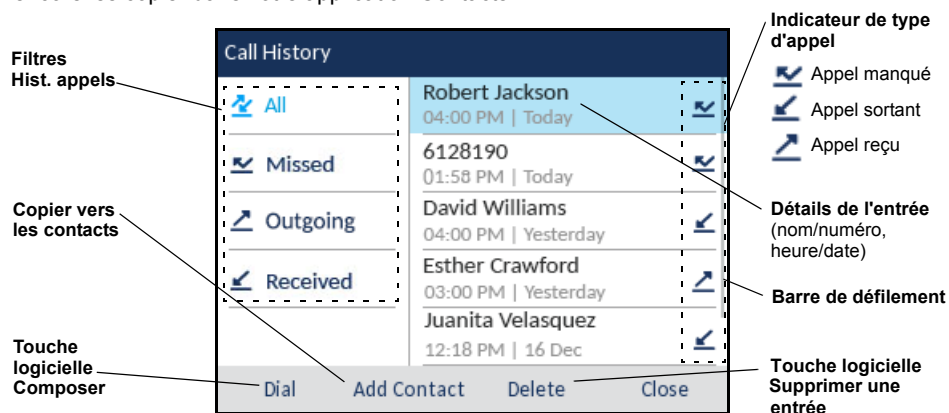 Indicateur de type
d'appel
Appel manqué
Appel sortant
Appel reçu
Filtres
Hist. appels
Call History
All
Missed
Outgoing
Received
Robert Jackson
04:00 PM | Today
6128190
01:58 PM | Today
David Williams
04:00 PM | Yesterday
Esther Crawford
03:00 PM | Yesterday
Juanita Velasquez
12:18 PM | 16 Dec
Copier vers
les contacts
Détails de l'entrée
(nom/numéro,
heure/date)
Barre de défilement
Touche
logicielle
Composer
Dial Add Contact Delete Close
Touche logicielle
Supprimer une
entrée